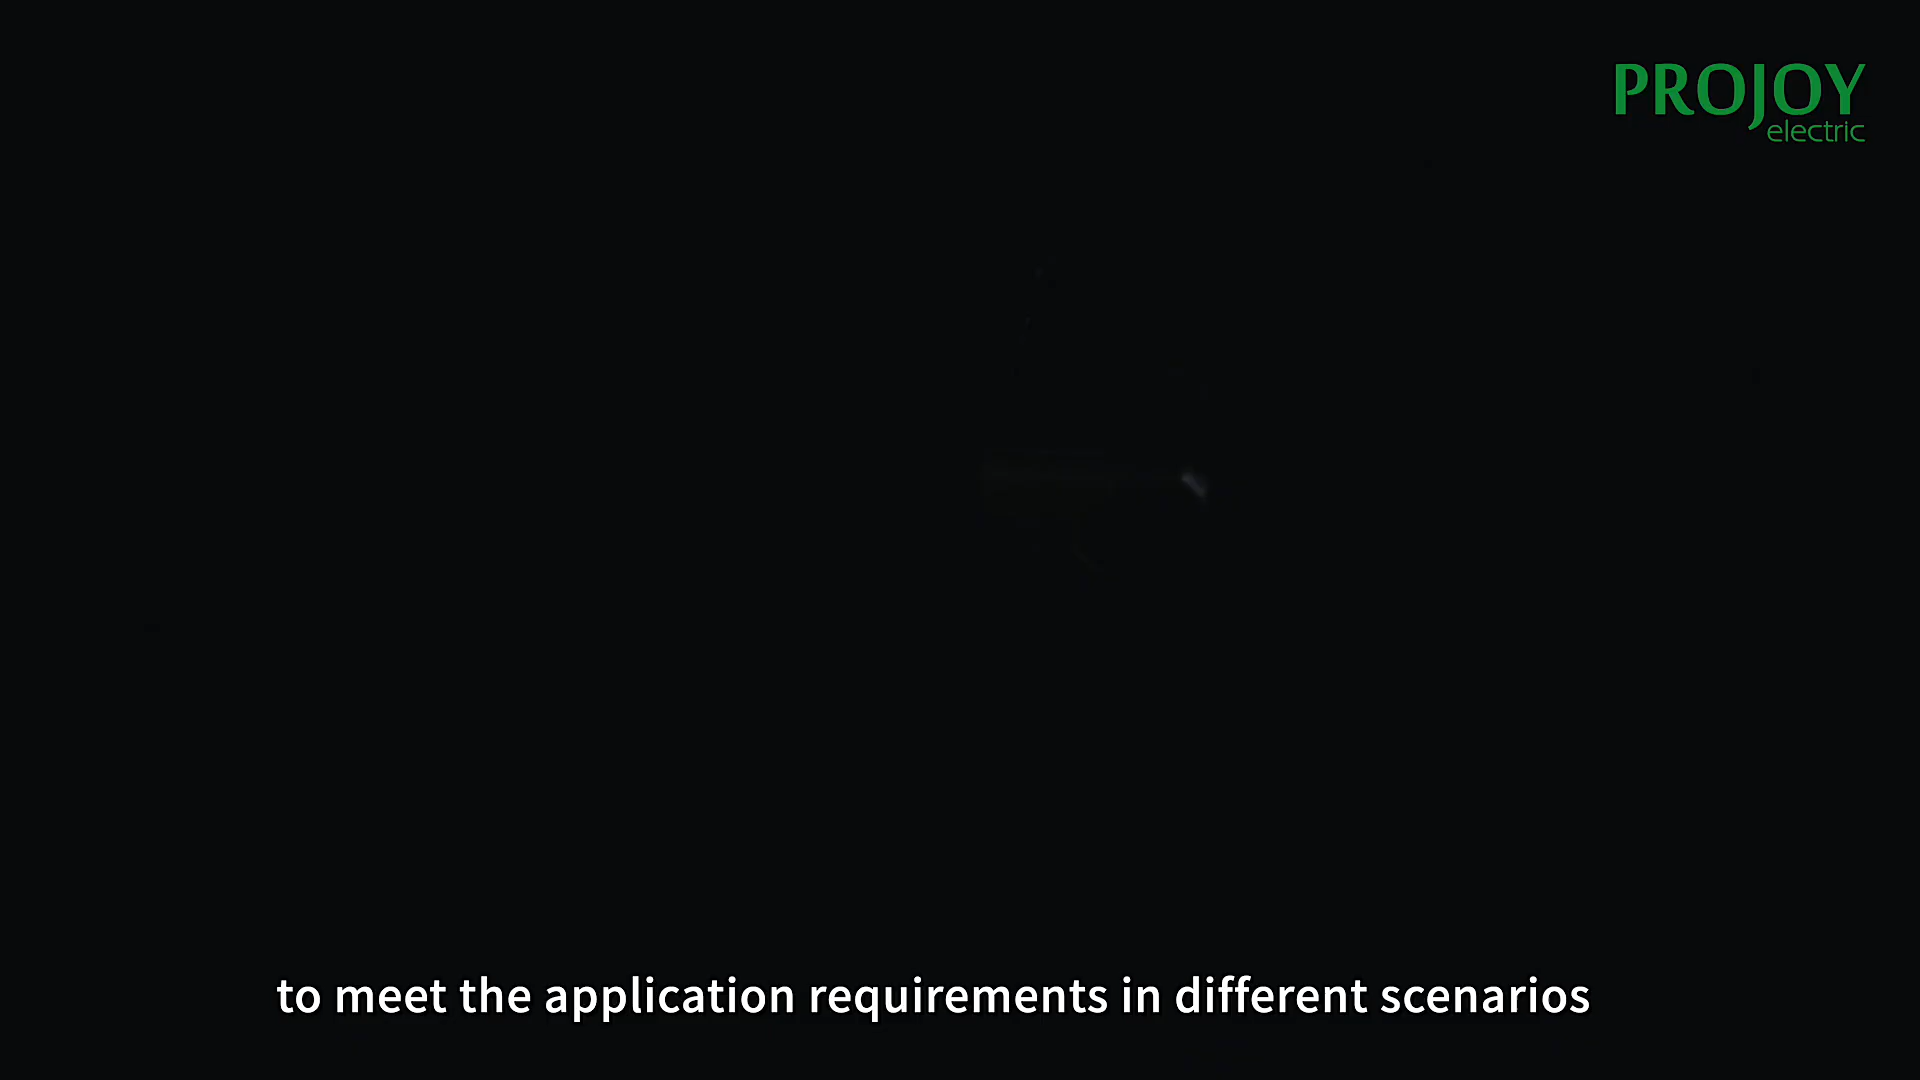 PROJOY
electric
to meet the application requirements in different scenarios